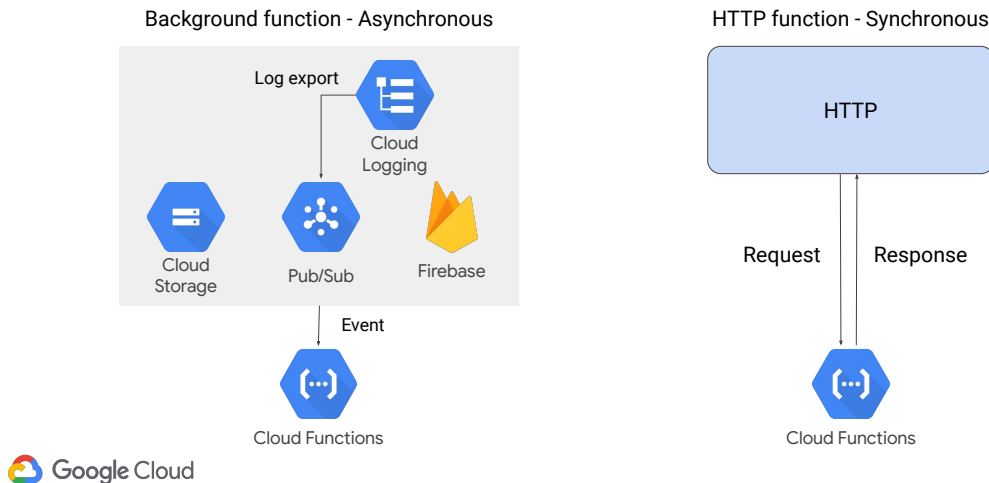 Background function - Asynchronous
Log export
Cloud
Logging
Cloud
Storage
Pub/Sub
Firebase
Event
Cloud Functions
HTTP function - Synchronous
HTTP
Request
Response
Cloud Functions
Google Cloud